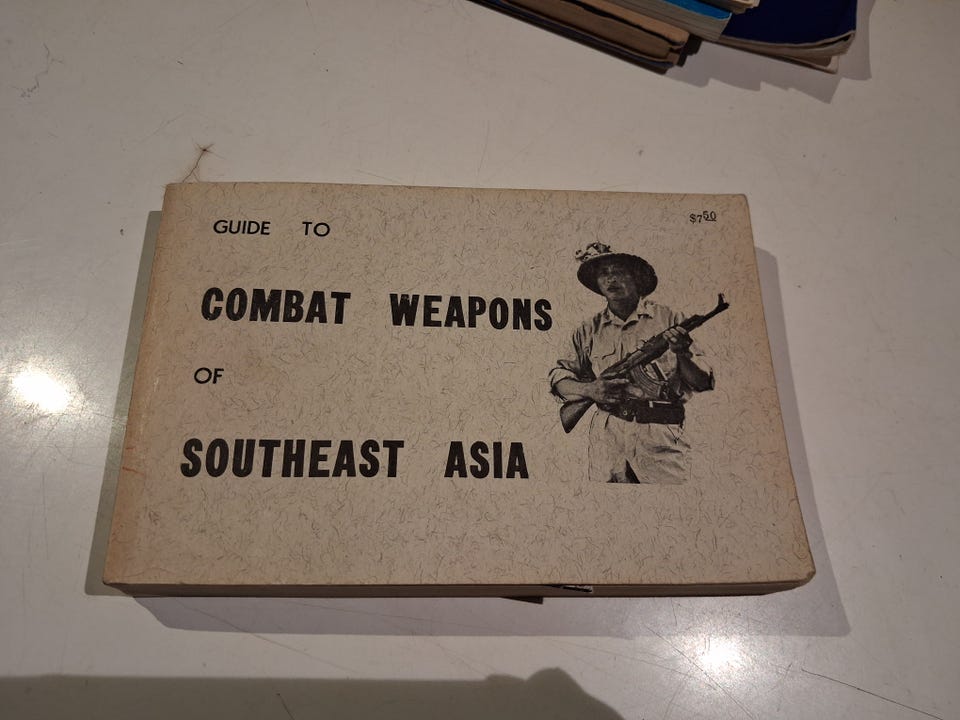 $7.50
GUIDE TO
COMBAT WEAPONS
OF
SOUTHEAST ASIA